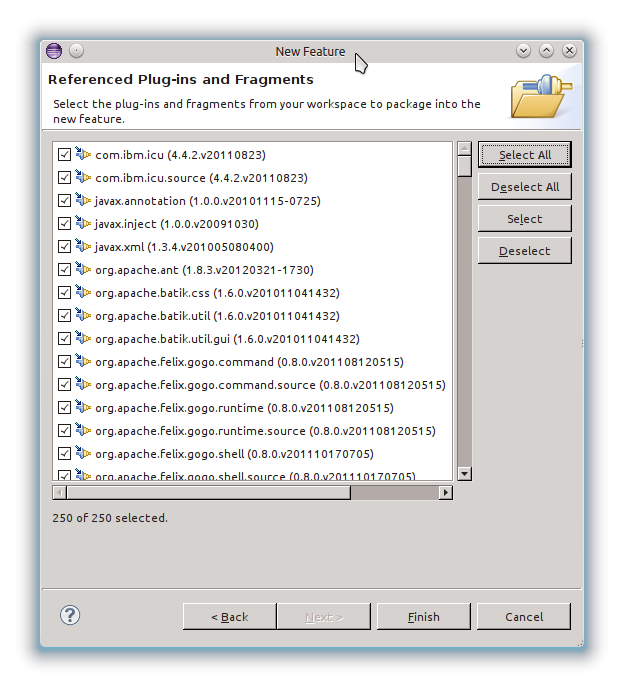 New Feature
Referenced Plug-ins and Fragments
Select the plug-ins and fragments from your workspace to package into the
new feature.
com.ibm.icu (4.4.2.v20110823)
com.ibm.icu.source (4.4.2.v20110823)
javax.annotation (1.0.0.v20101115-0725)
javax.inject (1.0.0.v20091030)
javax.xml (1.3.4.v201005080400)
org.apache.ant (1.8.3.v20120321-1730)
org.apache.batik.css (1.6.0.v201011041432)
org.apache.batik.util (1.6.0.v201011041432)
org.apache.batik.util.gui (1.6.0.v201011041432)
org.apache.felix.gogo.command (0.8.0.v201108120515)
org.apache.felix.gogo.command.source (0.8.0.v201108120515)
org.apache.felix.gogo.runtime (0.8.0.v201108120515)
org.apache.felix.gogo.runtime.source (0.8.0.v201108120515)
org.apache.felix.gogo.shell (0.8.0.v201110170705)
org.apache.felix.gogo.shell.source (0.8.0.v201110170705)
Select All
Deselect All
Select
Deselect
250 of 250 selected.
?
< Back
Next >
Finish
Cancel